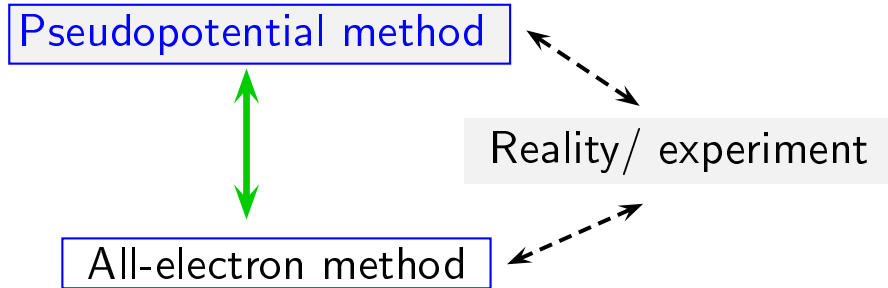 Pseudopotential method
Reality/ experiment
All-electron method